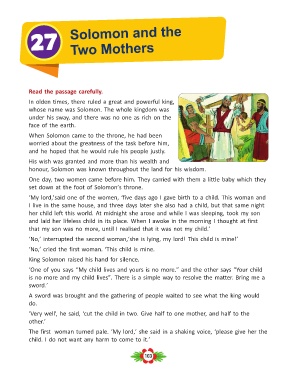 27
Solomon and the
Two Mothers
Read the passage carefully.
In olden times, there ruled a great and powerful king,
whose name was Solomon. The whole kingdom was
under his sway, and there was no one as rich on the
face of the earth.
When Solomon came to the throne, he had been
worried about the greatness of the task before him,
and he hoped that he would rule his people justly.
His wish was granted and more than his wealth and
honour, Solomon was known throughout the land for his wisdom.
One day, two women came before him. They carried with them a little baby which they
set down at the foot of Solomon's throne.
'My lord,'said one of the women, 'five days ago I gave birth to a child. This woman and
I live in the same house, and three days later she also had a child, but that same night
her child left this world. At midnight she arose and while I was sleeping, took my son
and laid her lifeless child in its place. When I awoke in the morning I thought at first
that my son was no more, until I realised that it was not my child.'
'No,' interrupted the second woman,'she is lying, my lord! This child is mine!'
'No,' cried the first woman. 'This child is mine.
King Solomon raised his hand for silence.
'One of you says "My child lives and yours is no more." and the other says "Your child
is no more and my child lives". There is a simple way to resolve the matter. Bring me a
sword.'
A sword was brought and the gathering of people waited to see what the king would
do.
'Very well', he said, 'cut the child in two. Give half to one mother, and half to the
other.'
The first woman turned pale. 'My lord,' she said in a shaking voice, 'please give her the
child. I do not want any harm to come to it.'
103